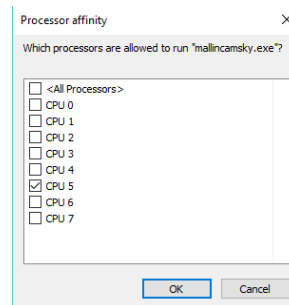 Processor affinity
Which processors are allowed to run "mallincamsky.exe"?
<All Processors>
CPU 0
CPU 1
CPU 2
CPU 3
CPU 4
CPU 5
CPU 6
CPU 7
OK Cancel